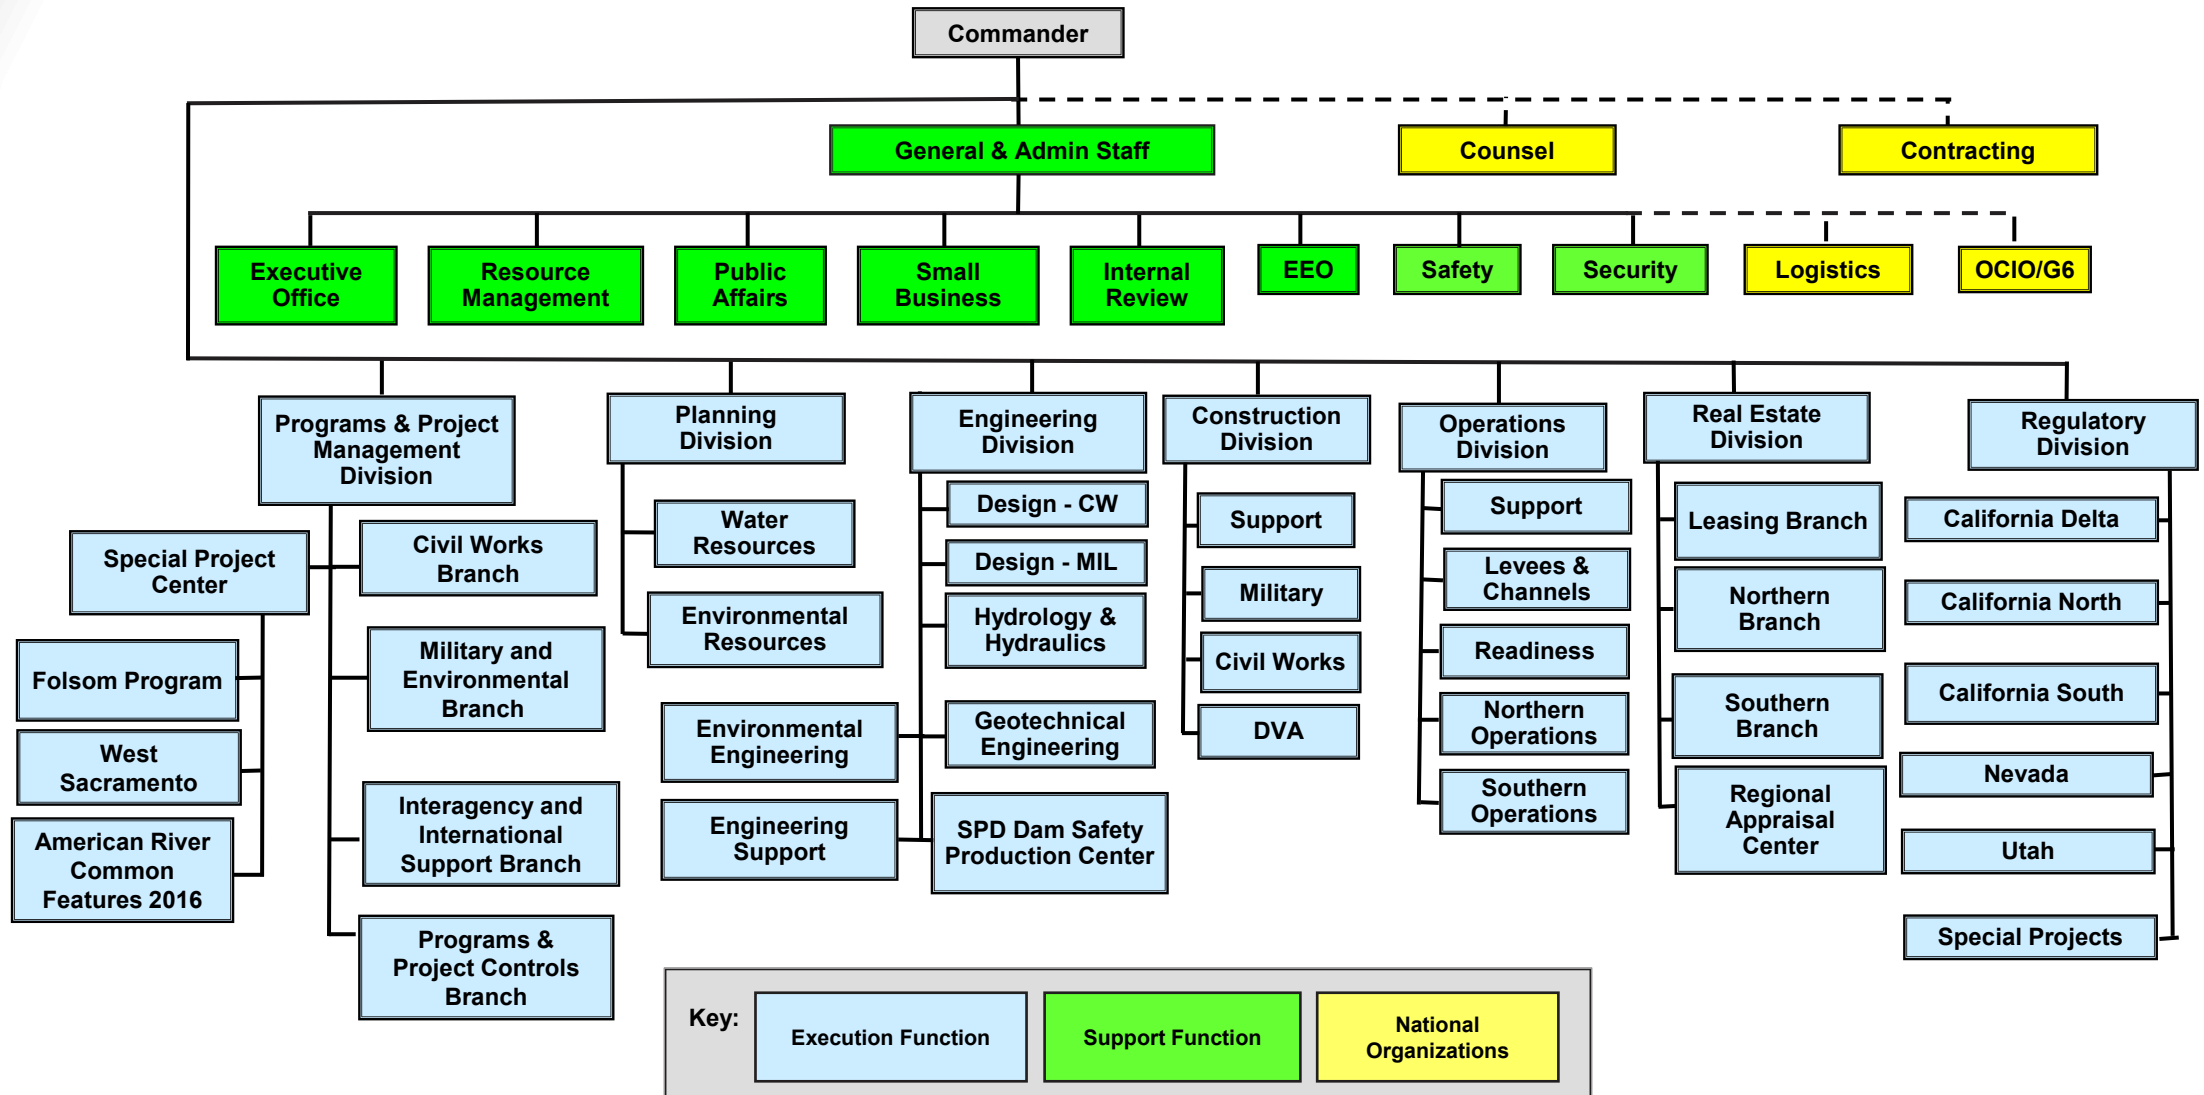 Commander
General & Admin Staff
Counsel
Contracting
Executive
Office
Resource
Management
Public
Affairs
Small
Business
Internal
Review
EEO
Safety
Security
Logistics
OCIO/G6
Programs & Project
Management
Division
Planning
Division
Engineering
Division
Construction
Division
Operations
Division
Real Estate
Division
Regulatory
Division
Special Project
Center
Folsom Program
West
Sacramento
American River
Common
Features 2016
Civil Works
Branch
Military and
Environmental
Branch
Interagency and
International
Support Branch
Programs &
Project Controls
Branch
Water
Resources
Environmental
Resources
Design - CW
Design - MIL
Hydrology &
Hydraulics
Environmental
Engineering
Geotechnical
Engineering
Engineering
Support
SPD Dam Safety
Production Center
Support
Military
Civil Works
DVA
Support
Levees &
Channels
Readiness
Northern
Operations
Southern
Operations
Leasing Branch
Northern
Branch
Southern
Branch
Regional
Appraisal
Center
California Delta
California North
California South
Nevada
Utah
Special Projects
Key:
Execution Function
Support Function
National
Organizations